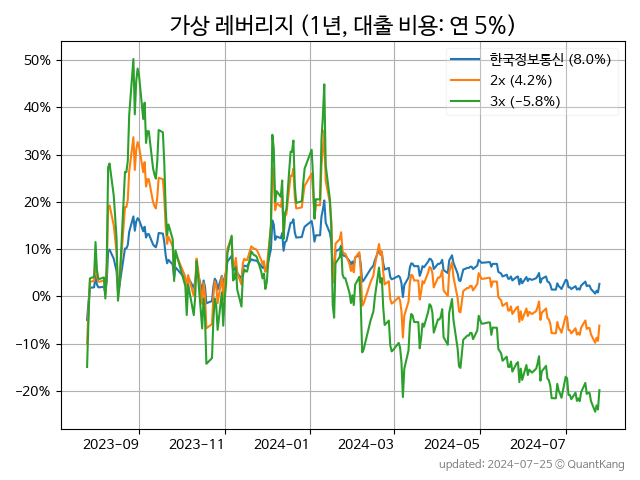 가상 레버리지 (1년, 대출 비용: 연 5%)
한국정보통신 (8.0%)
2x (4.2%)
3x (−5.8%)
50%
40%
30%
20%
10%
0%
−10%
−20%
2023-09
2023-11
2024-01
2024-03
2024-05
2024-07
updated: 2024-07-25 © QuantKang